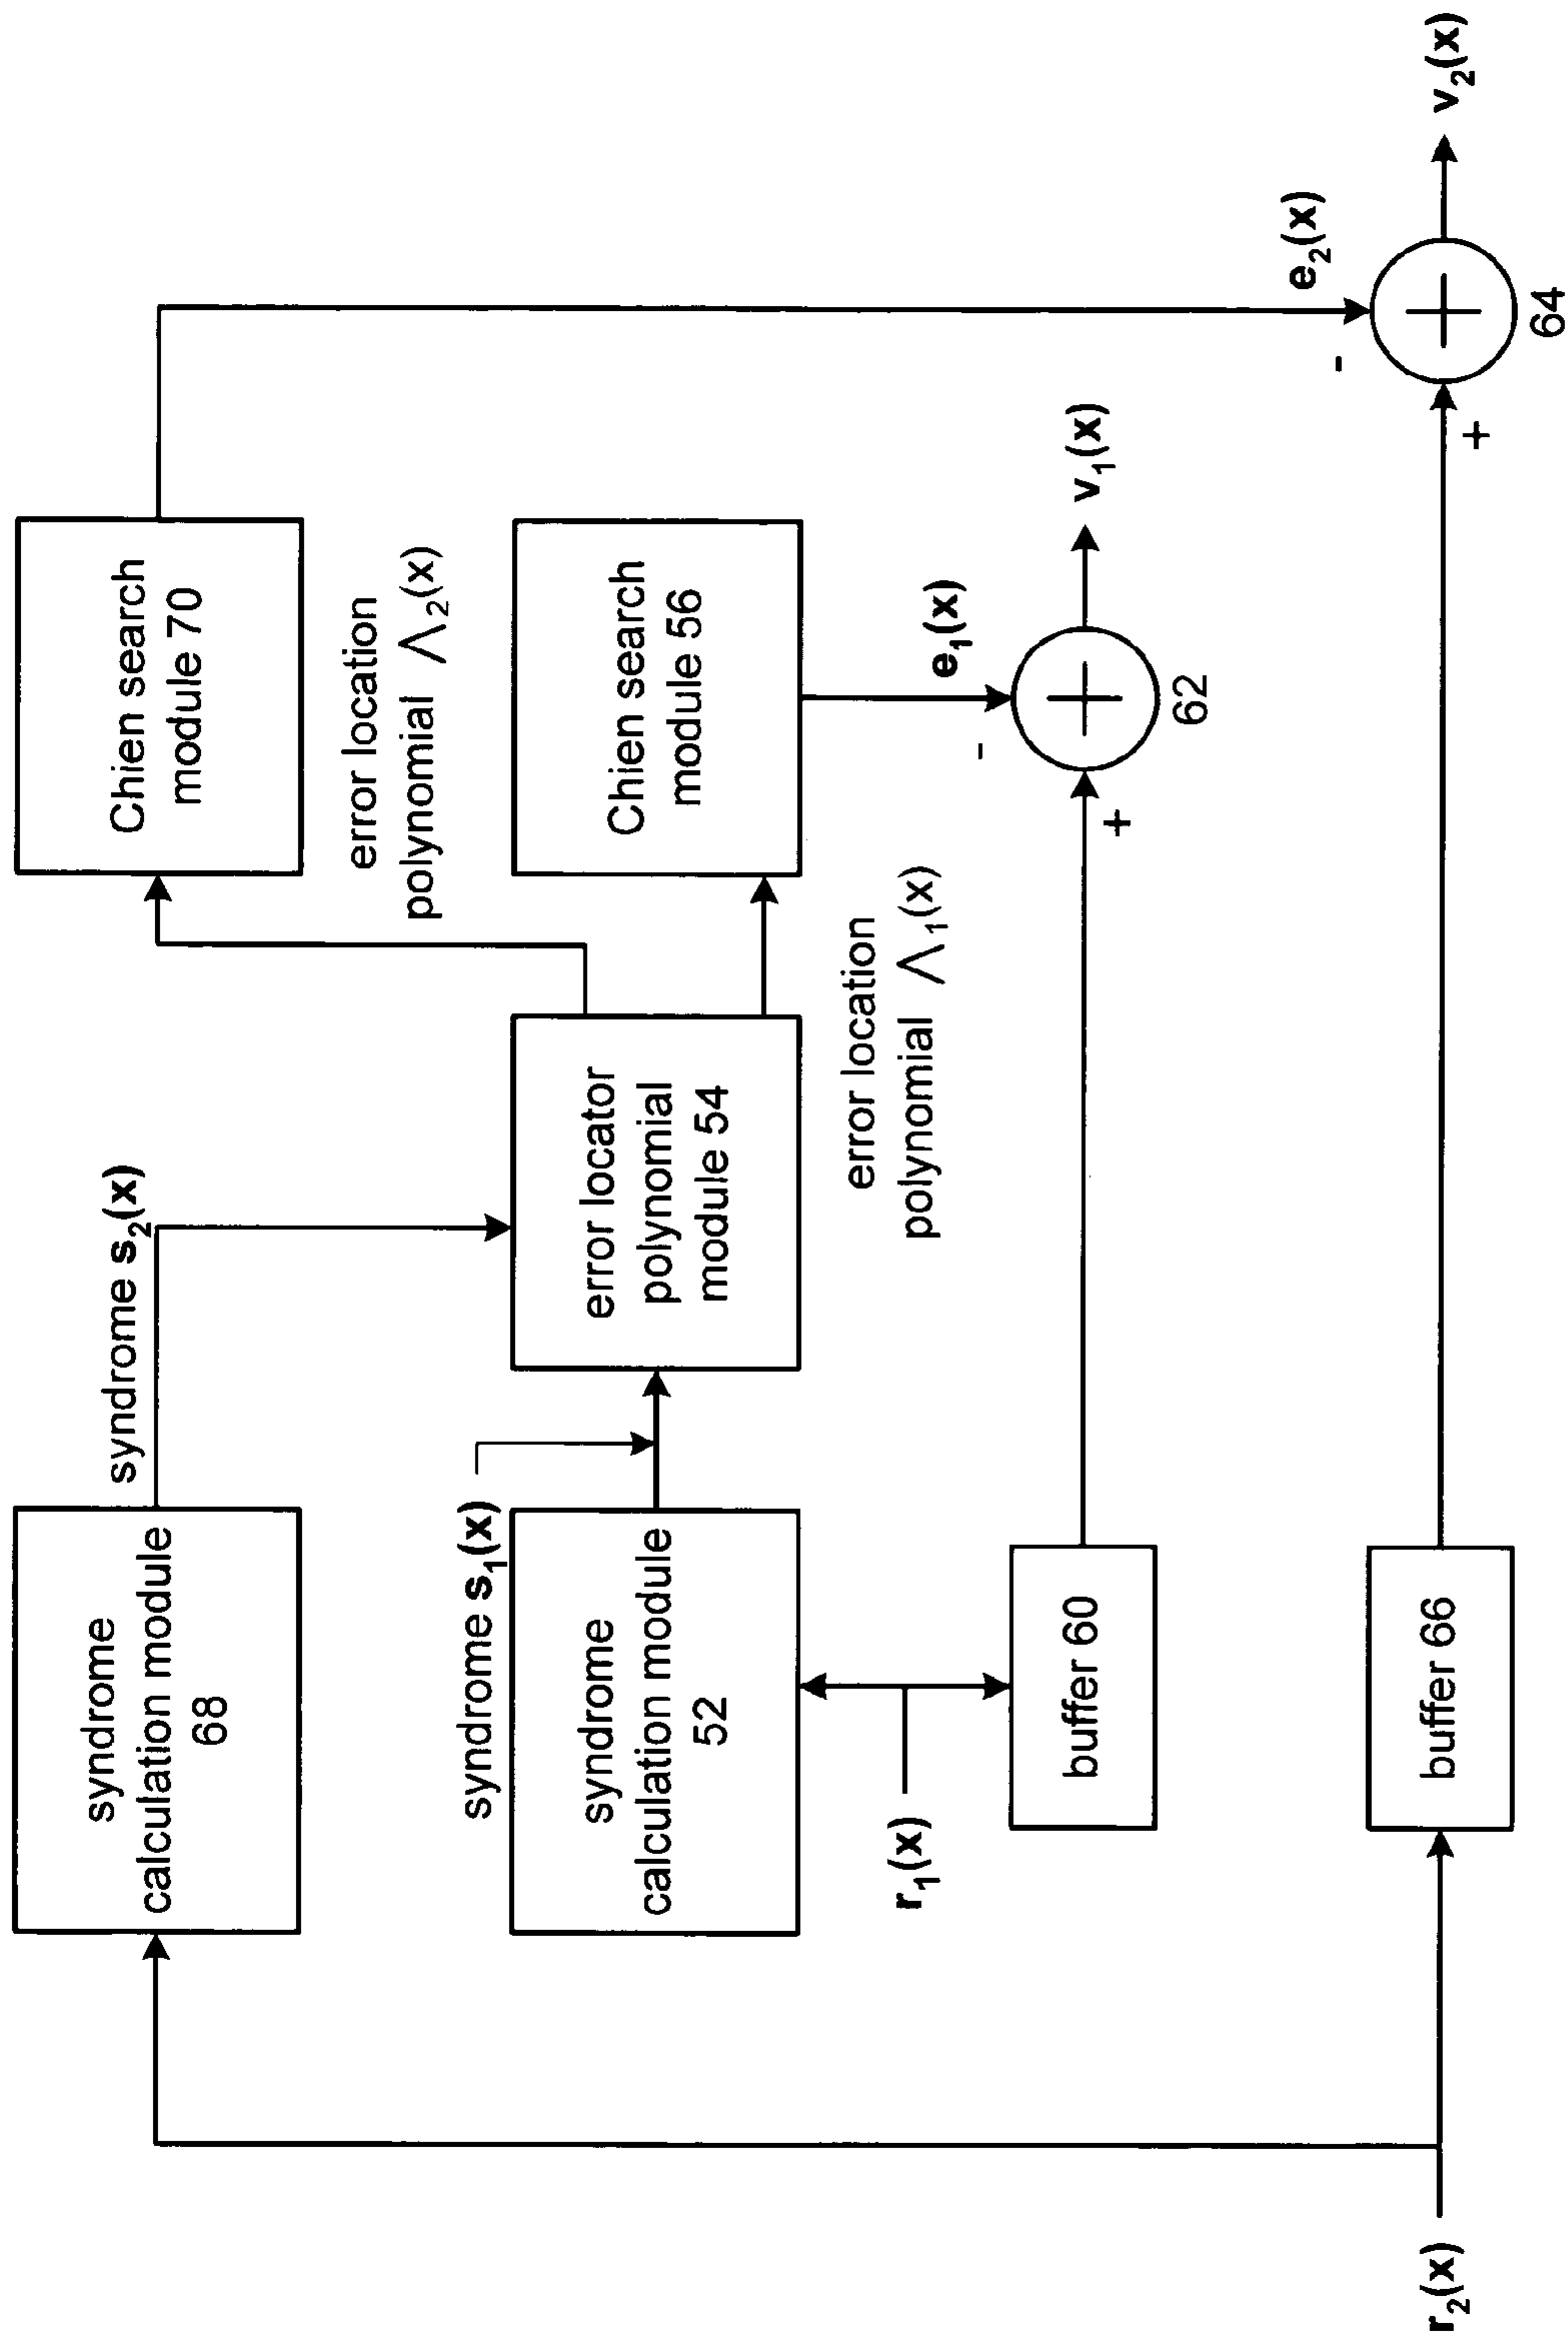 syndrome
calculation module
68
syndrome s₂(x)
Chien search
module 70
error location
polynomial Λ₂(x)
syndrome s₁(x)
syndrome
calculation module
52
error locator
polynomial
module 54
Chien search
module 56
error location
polynomial Λ₁(x)
r₁(x)
e₁(x)
-
buffer 60
+
+
62
v₁(x)
e₂(x)
-
r₂(x)
buffer 66
+
+
64
v₂(x)